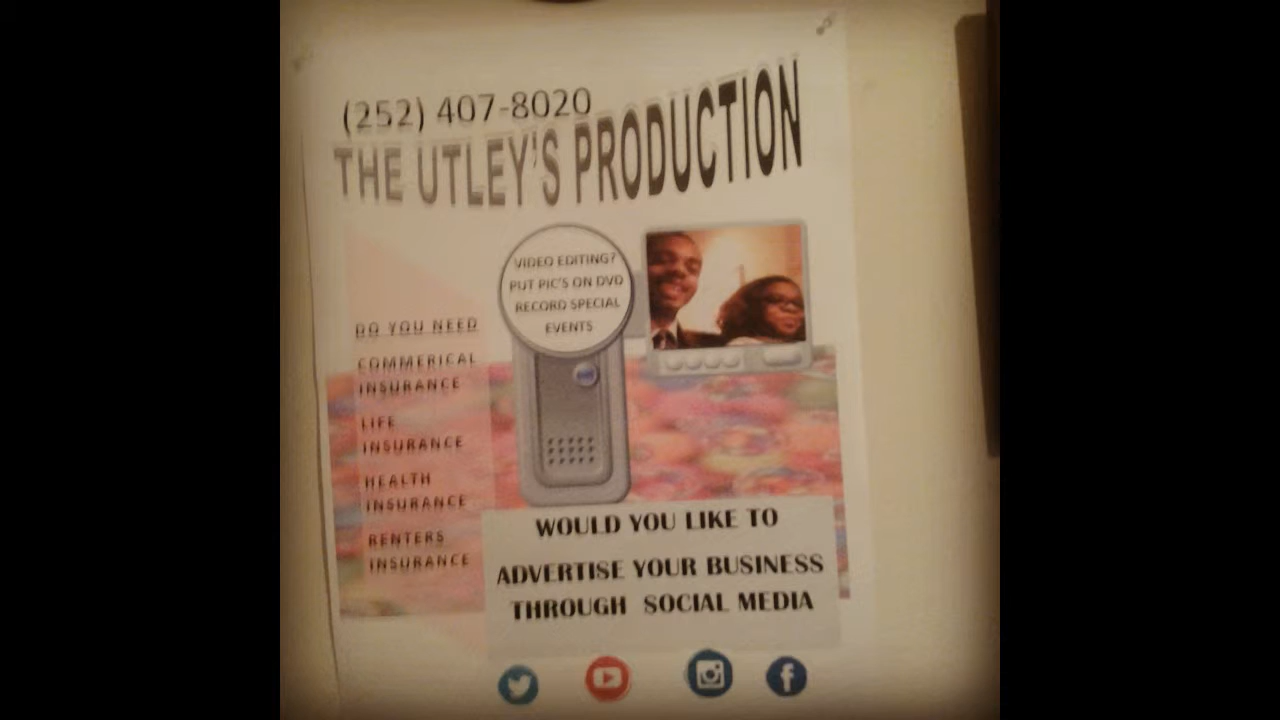 (252) 407-8020
THE UTLEY'S PRODUCTION
VIDEO EDITING?
PUT PIC'S ON DVD
RECORD SPECIAL
EVENTS
DO YOU NEED
COMMERICAL
INSURANCE
LIFE
INSURANCE
HEALTH
INSURANCE
RENTERS
INSURANCE
WOULD YOU LIKE TO
ADVERTISE YOUR BUSINESS
THROUGH SOCIAL MEDIA